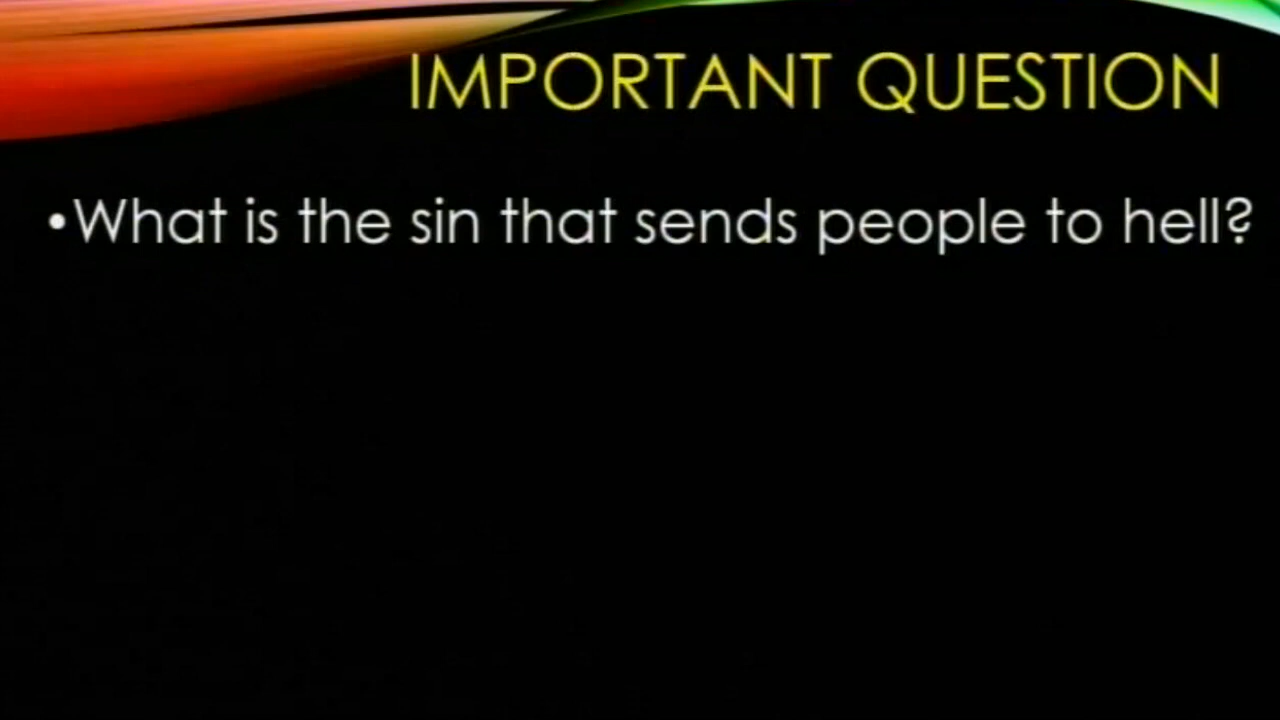 IMPORTANT QUESTION
•What is the sin that sends people to hell?